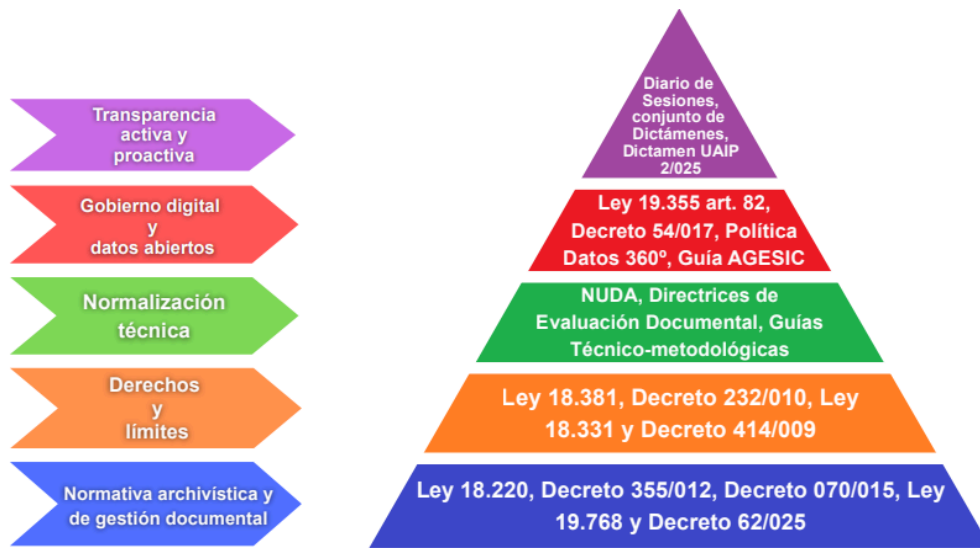 Transparencia
activa y
proactiva
Diario de
Sesiones,
conjunto de
Dictámenes,
Dictamen UAIP
2/025
Gobierno digital
y
datos abiertos
Ley 19.355 art. 82,
Decreto 54/017, Política
Datos 360º, Guía AGESIC
Normalización
técnica
NUDA, Directrices de
Evaluación Documental, Guías
Técnico-metodológicas
Derechos
y
límites
Ley 18.381, Decreto 232/010, Ley
18.331 y Decreto 414/009
Normativa archivística y
de gestión documental
Ley 18.220, Decreto 355/012, Decreto 070/015, Ley
19.768 y Decreto 62/025